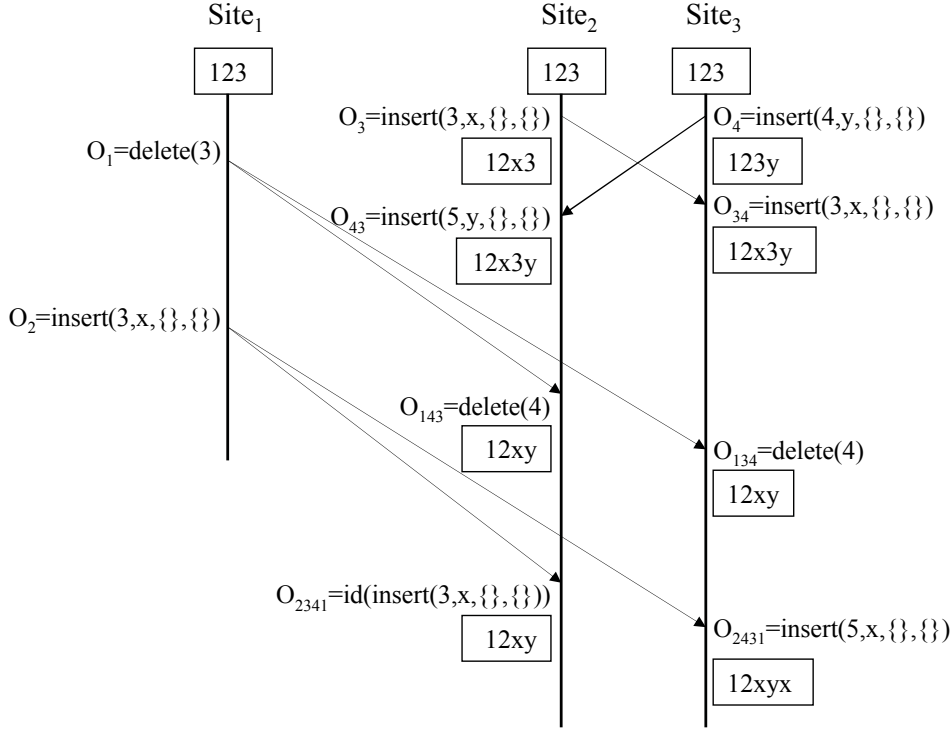 Site₁ Site₂ Site₃
123 123 123
O₃=insert(3,x,{},{}) O₄=insert(4,y,{},{})
O₁=delete(3)
12x3 123y
O₄₃=insert(5,y,{},{}) O₃₄=insert(3,x,{},{})
12x3y 12x3y
O₂=insert(3,x,{},{})
O₁₄₃=delete(4)
12xy
O₁₃₄=delete(4)
12xy
O₂₃₄₁=id(insert(3,x,{},{}))
12xy
O₂₄₃₁=insert(5,x,{},{})
12xyx